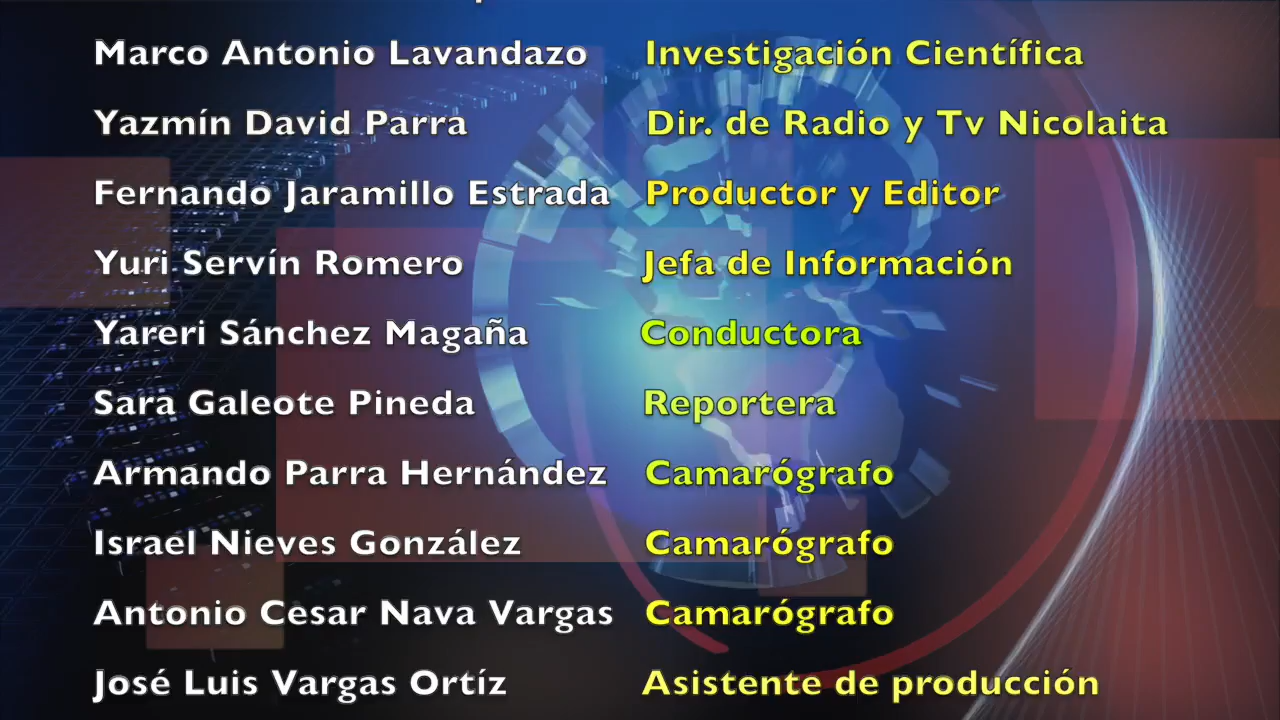 Marco Antonio Lavandazo Investigación Científica
Yazmín David Parra Dir. de Radio y Tv Nicolaita
Fernando Jaramillo Estrada Productor y Editor
Yuri Servín Romero Jefa de Información
Yareri Sánchez Magaña Conductora
Sara Galeote Pineda Reportera
Armando Parra Hernández Camarógrafo
Israel Nieves González Camarógrafo
Antonio Cesar Nava Vargas Camarógrafo
José Luis Vargas Ortíz Asistente de producción